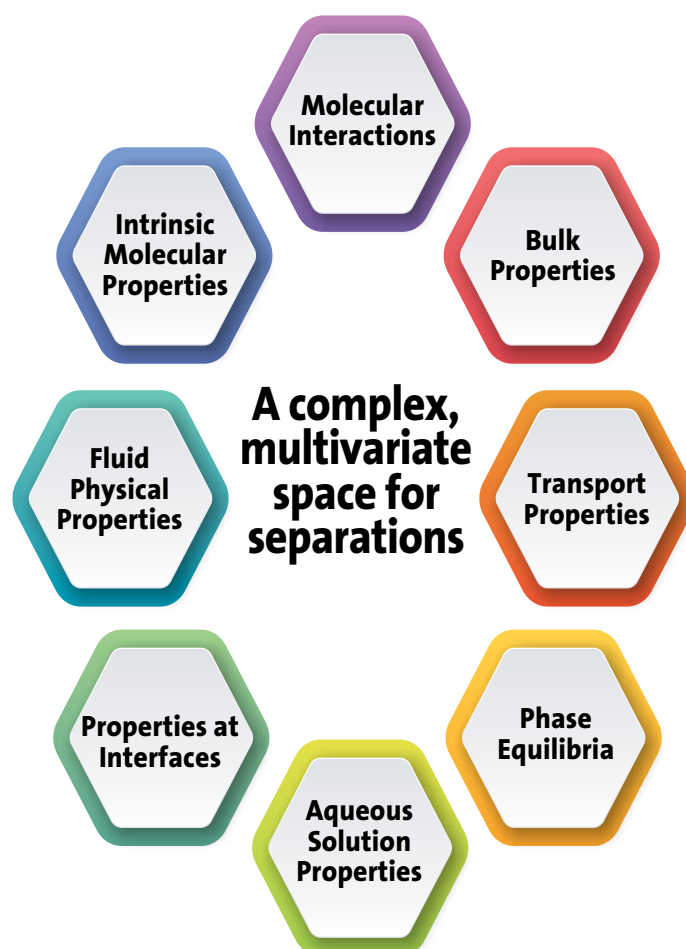 Molecular
Interactions
Intrinsic
Molecular
Properties
Bulk
Properties
A complex,
multivariate
space for
separations
Fluid
Physical
Properties
Transport
Properties
Properties at
Interfaces
Phase
Equilibria
Aqueous
Solution
Properties